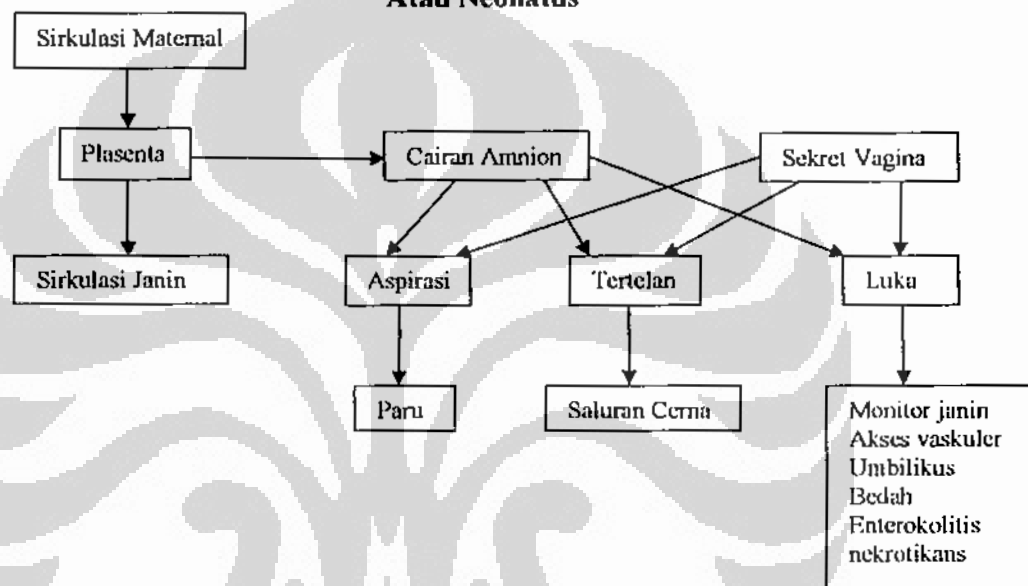 Atau Neonatus
Sirkulasi Maternal
Plasenta
Cairan Amnion
Sekret Vagina
Sirkulasi Janin
Aspirasi
Tertelan
Luka
Paru
Saluran Cerna
Monitor janin
Akses vaskuler
Umbilikus
Bedah
Enterokolitis
nekrotikans